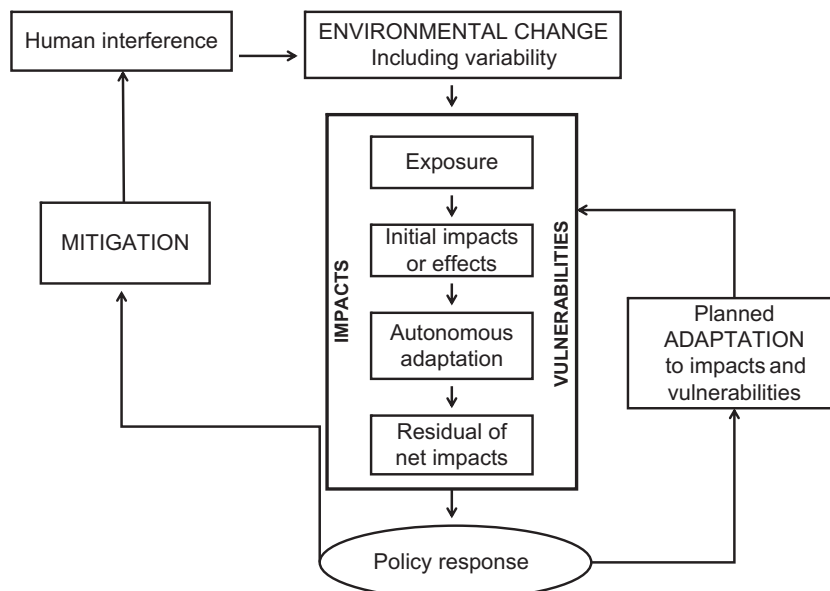 Human interference
ENVIRONMENTAL CHANGE
Including variability
Exposure
Initial impacts
or effects
Autonomous
adaptation
Residual of
net impacts
IMPACTS
VULNERABILITIES
MITIGATION
Planned
ADAPTATION
to impacts and
vulnerabilities
Policy response